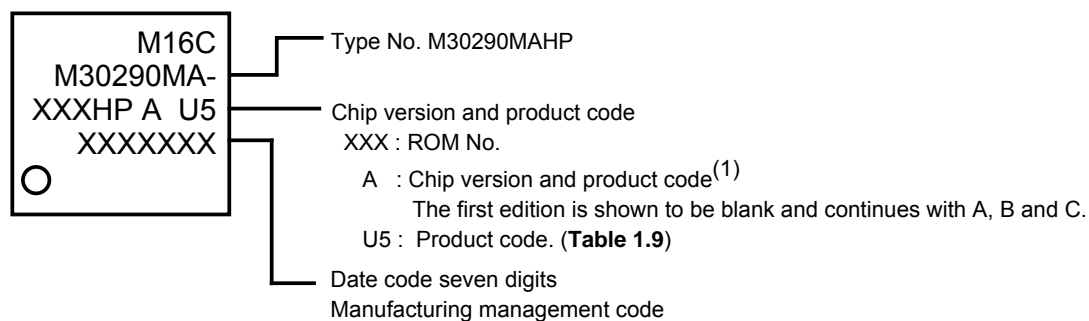 M16C
M30290MA-
XXXHP A U5
XXXXXXX
Type No. M30290MAHP
Chip version and product code
XXX : ROM No.
A : Chip version and product code(1)
The first edition is shown to be blank and continues with A, B and C.
U5 : Product code. (Table 1.9)
Date code seven digits
Manufacturing management code